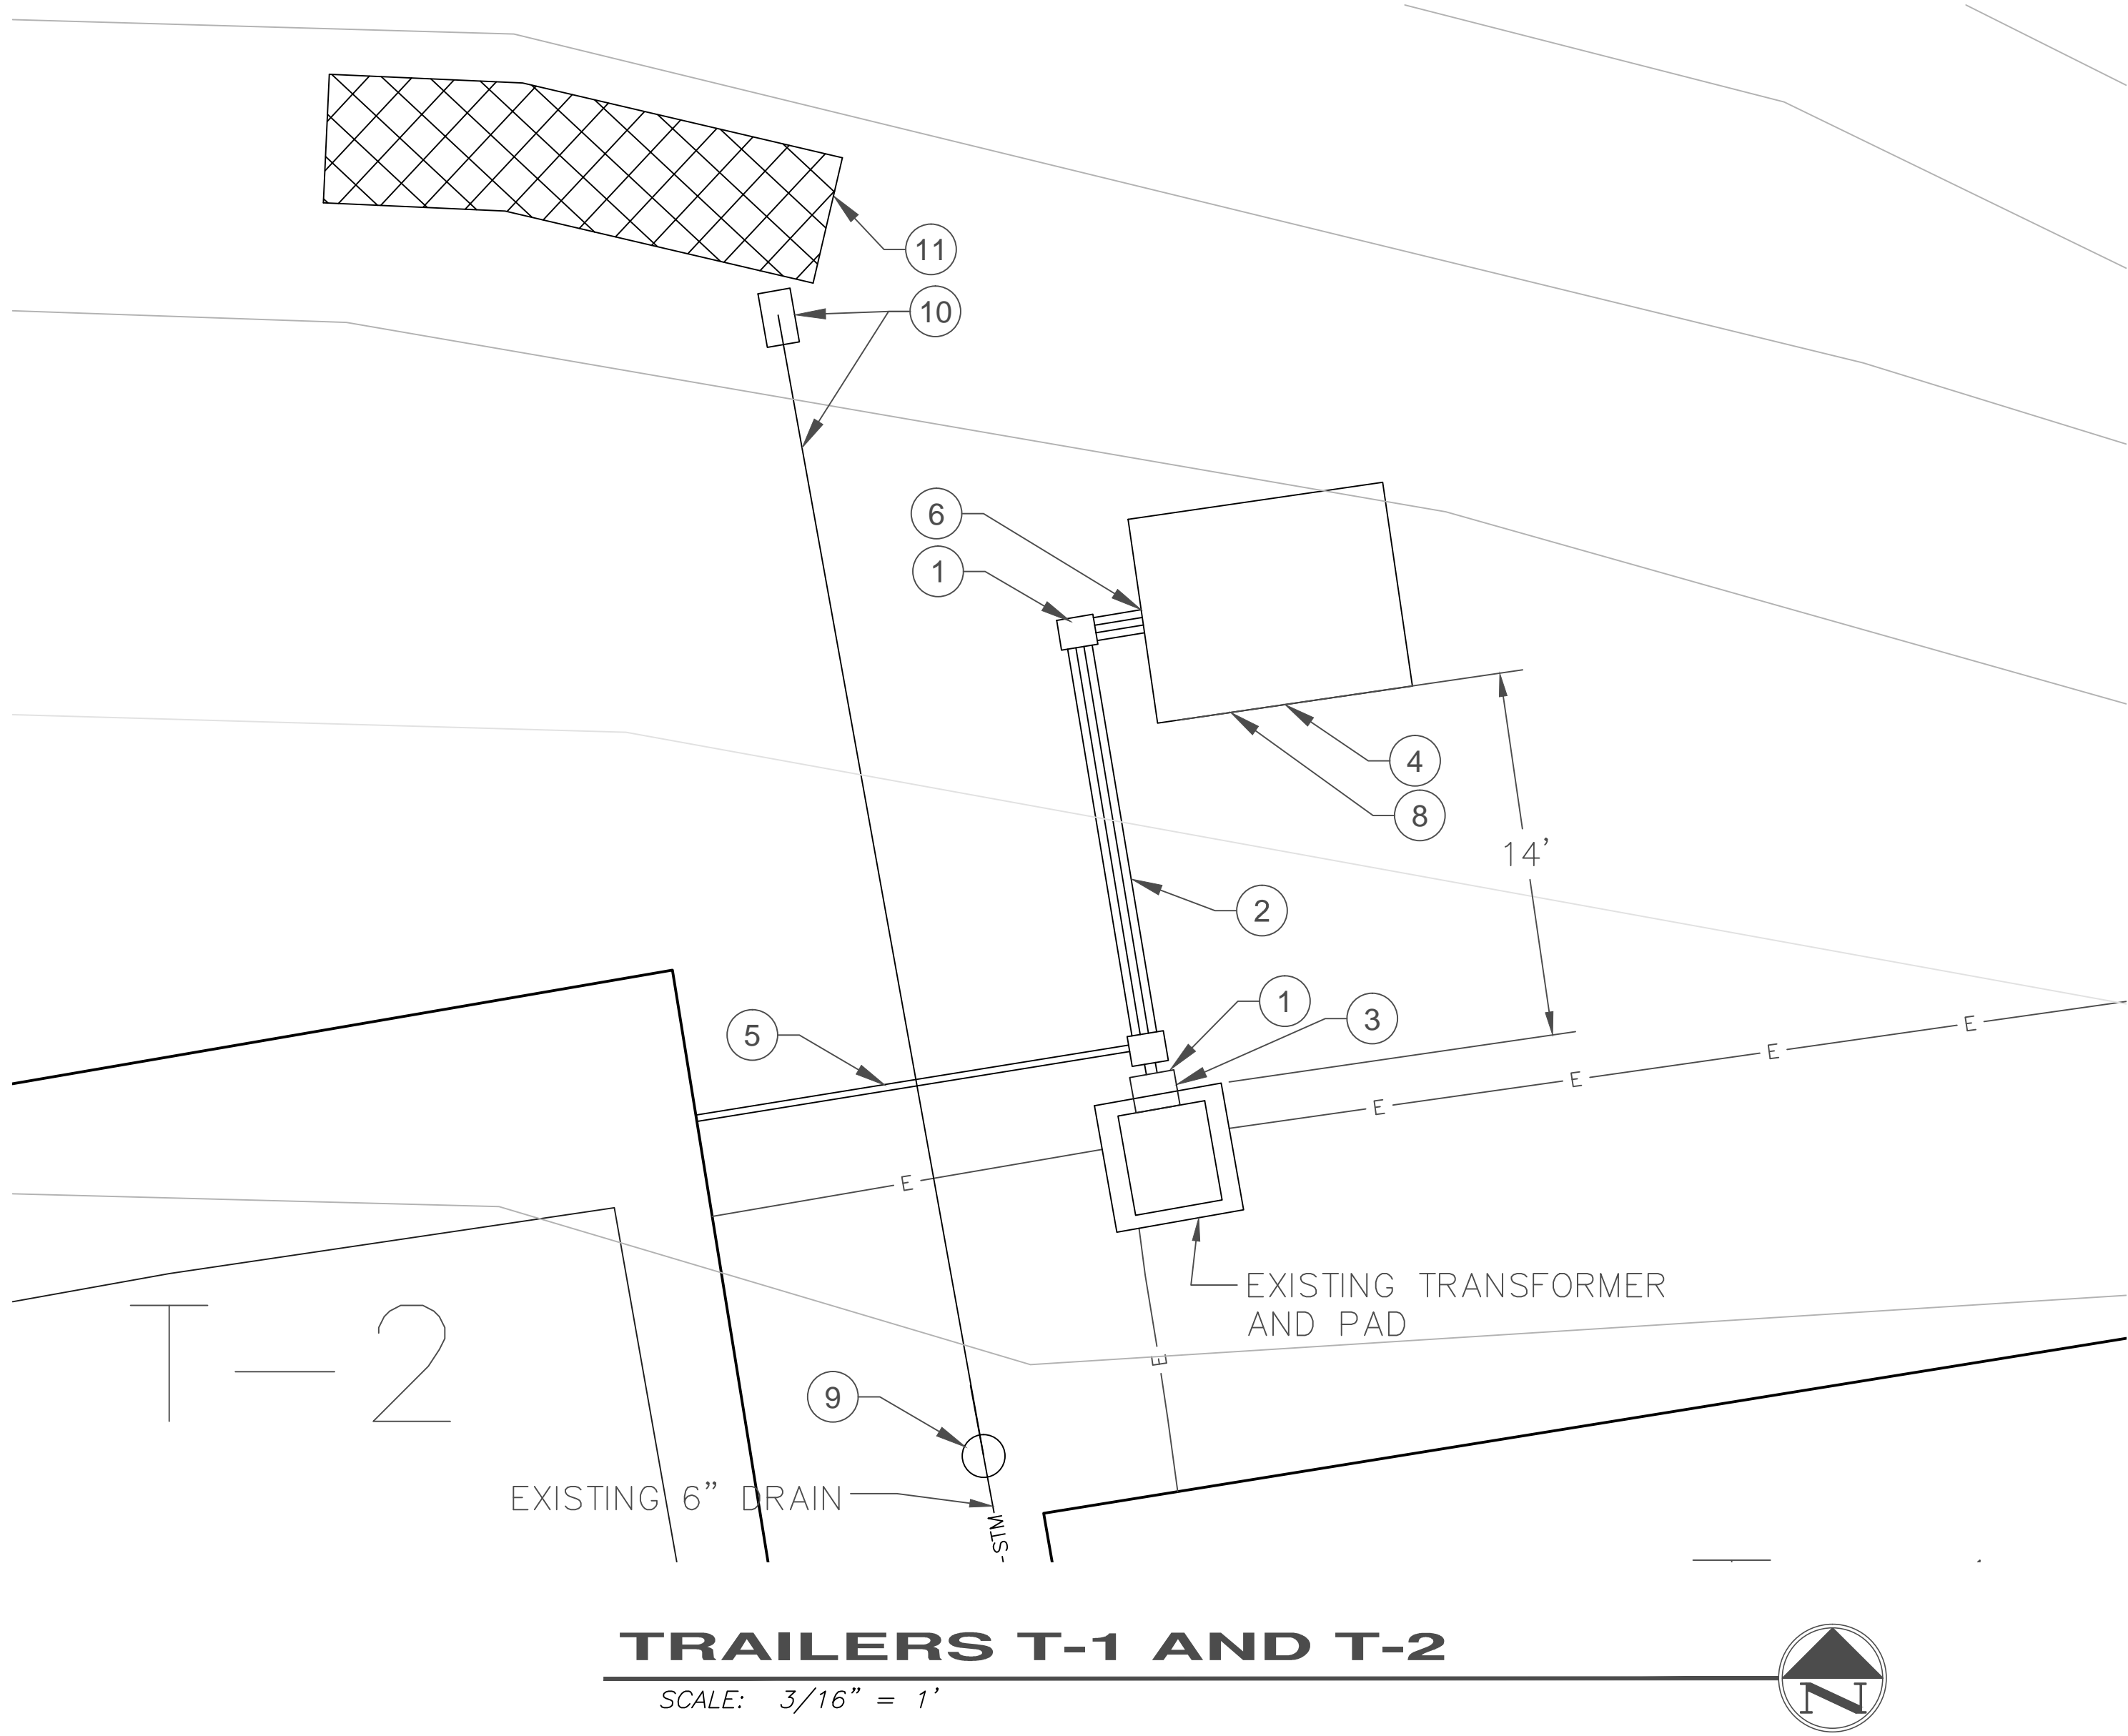 11
10
6
1
4
8
14'
2
1
3
5
E
E
E
E
E
EXISTING TRANSFORMER
AND PAD
E
T-2
9
EXISTING 6" DRAIN
STM
TRAILERS T-1 AND T-2
SCALE: 3/16" = 1'
N